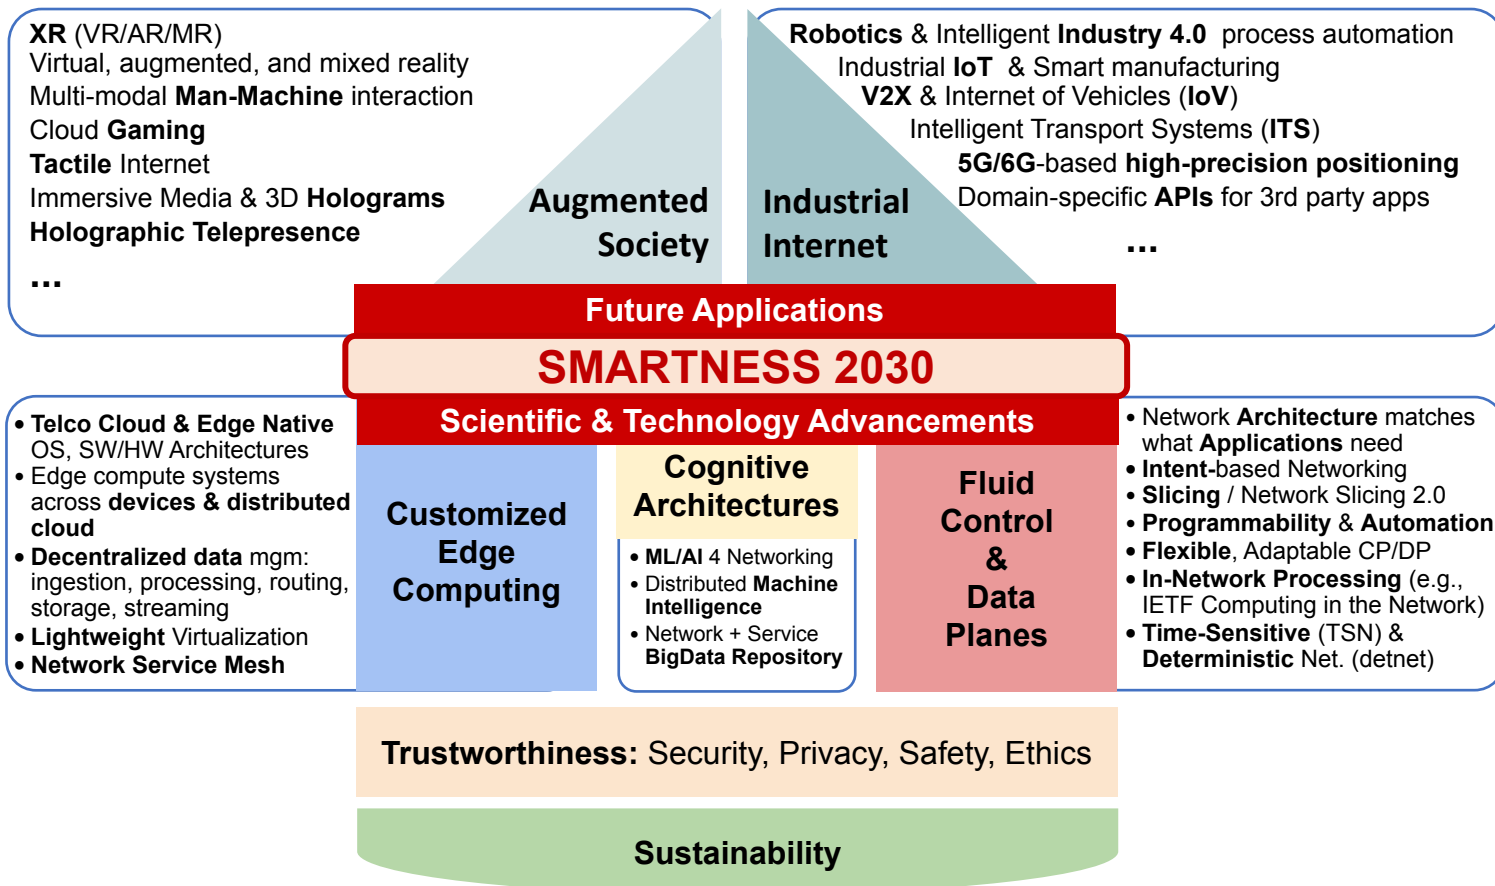 XR (VR/AR/MR)
Virtual, augmented, and mixed reality
Multi-modal Man-Machine interaction
Cloud Gaming
Tactile Internet
Immersive Media & 3D Holograms
Holographic Telepresence
...
Robotics & Intelligent Industry 4.0 process automation
Industrial IoT & Smart manufacturing
V2X & Internet of Vehicles (IoV)
Intelligent Transport Systems (ITS)
5G/6G-based high-precision positioning
Domain-specific APIs for 3rd party apps
...
Augmented
Society
Industrial
Internet
Future Applications
SMARTNESS 2030
Scientific & Technology Advancements
• Telco Cloud & Edge Native
OS, SW/HW Architectures
• Edge compute systems
across devices & distributed
cloud
• Decentralized data mgm:
ingestion, processing, routing,
storage, streaming
• Lightweight Virtualization
• Network Service Mesh
Customized
Edge
Computing
Cognitive
Architectures
• ML/AI 4 Networking
• Distributed Machine
Intelligence
• Network + Service
BigData Repository
Fluid
Control
&
Data
Planes
• Network Architecture matches
what Applications need
• Intent-based Networking
• Slicing / Network Slicing 2.0
• Programmability & Automation
• Flexible, Adaptable CP/DP
• In-Network Processing (e.g.,
IETF Computing in the Network)
• Time-Sensitive (TSN) &
Deterministic Net. (detnet)
Trustworthiness: Security, Privacy, Safety, Ethics
Sustainability